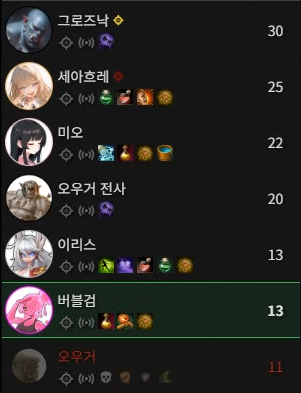 그로즈낙 30
세아흐레 25
미오 22
오우거 전사 20
이리스 13
버블검 13
오우거 11